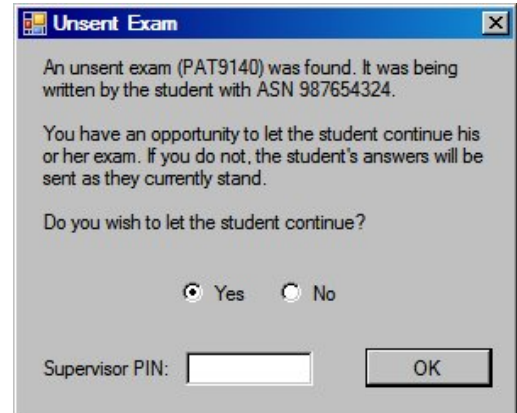 Unsent Exam
An unsent exam (PAT9140) was found. It was being
written by the student with ASN 987654324.
You have an opportunity to let the student continue his
or her exam. If you do not, the student's answers will be
sent as they currently stand.
Do you wish to let the student continue?
Yes No
Supervisor PIN: OK